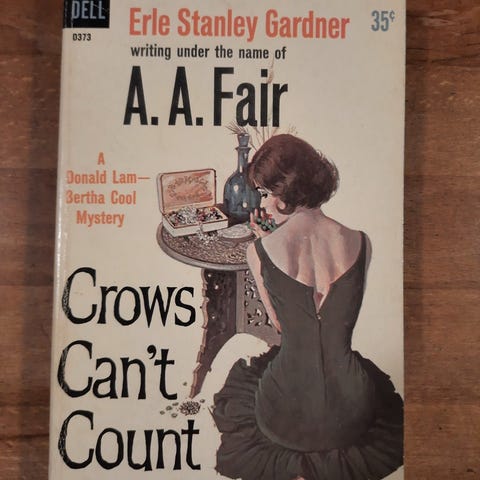 DELL
D373
Erle Stanley Gardner
35¢
writing under the name of
A. A. Fair
A
Donald Lam—
Bertha Cool
Mystery
Crows
Can't
Count